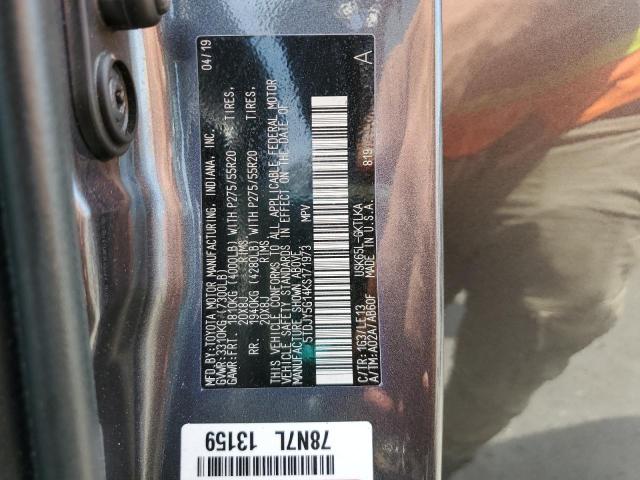 MFD.BY:TOYOTA MOTOR MANUFACTURING, INDIANA, INC. 04/19
GVWR:3310KG(7300LB)
GAWR:FRT. 1810KG(4000LB)WITH P275/55R20 TIRES,
20X8J RIMS
RR. 1940KG(4280LB)WITH P275/55R20 TIRES,
20X8J RIMS
THIS VEHICLE CONFORMS TO ALL APPLICABLE FEDERAL MOTOR
VEHICLE SAFETY STANDARDS IN EFFECT ON THE DATE OF
MANUFACTURE SHOWN ABOVE.
5TDJY5G14KS171973 MPV
A
C/TR:1G3/LE13 USK65L-GKTLKA 819
A/TM:A02A/AB60F MADE IN U.S.A.
78N7L 13159